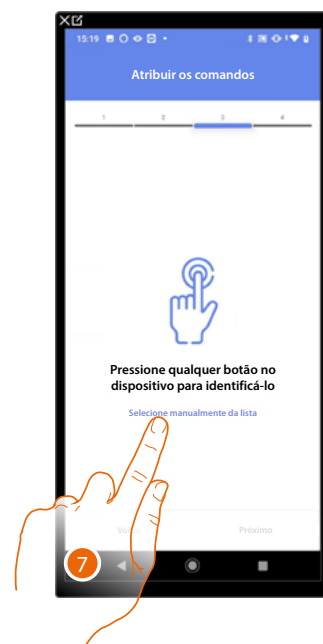 15:19
Atribuir os comandos
1 2 3 4
Pressione qualquer botão no
dispositivo para identificá-lo
Selecione manualmente da lista
Próximo
7